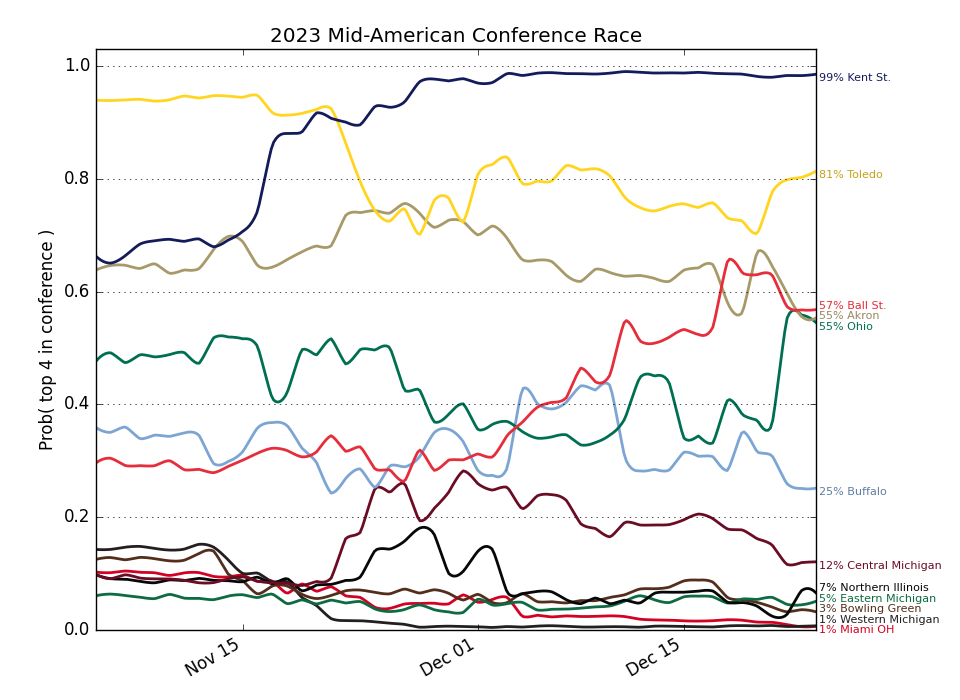 2023 Mid-American Conference Race
Prob( top 4 in conference )
1.0
0.8
0.6
0.4
0.2
0.0
Nov 15
Dec 01
Dec 15
99% Kent St.
81% Toledo
57% Ball St.
55% Akron
55% Ohio
25% Buffalo
12% Central Michigan
7% Northern Illinois
5% Eastern Michigan
3% Bowling Green
1% Western Michigan
1% Miami OH